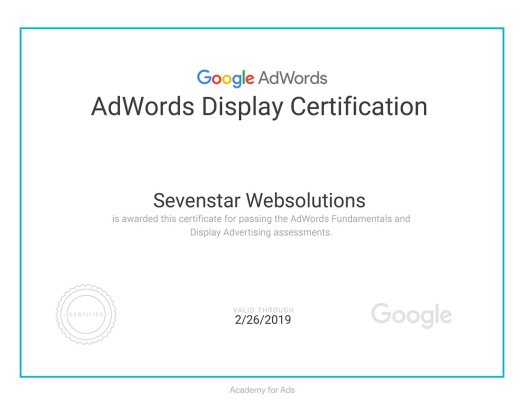 Google AdWords
AdWords Display Certification
Sevenstar Websolutions
is awarded this certificate for passing the AdWords Fundamentals and
Display Advertising assessments.
CERTIFIED
VALID THROUGH
2/26/2019
Google
Academy for Ads